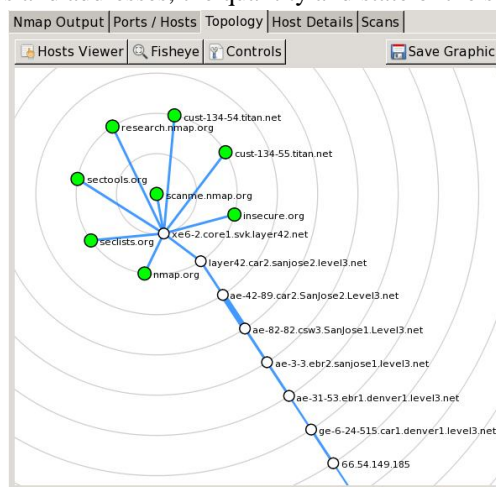 Nmap Output Ports / Hosts Topology Host Details Scans
Hosts Viewer Fisheye Controls Save Graphic
cust-134-54.titan.net
research.nmap.org
cust-134-55.titan.net
sectools.org
scanme.nmap.org
insecure.org
xe6-2.core1.svk.layer42.net
seclists.org
layer42.car2.sanjose2.level3.net
nmap.org
ae-42-89.car2.SanJose2.Level3.net
ae-82-82.csw3.SanJose1.Level3.net
ae-3-3.ebr2.sanjose1.level3.net
ae-31-53.ebr1.denver1.level3.net
ge-6-24-515.car1.denver1.level3.net
66.54.149.185